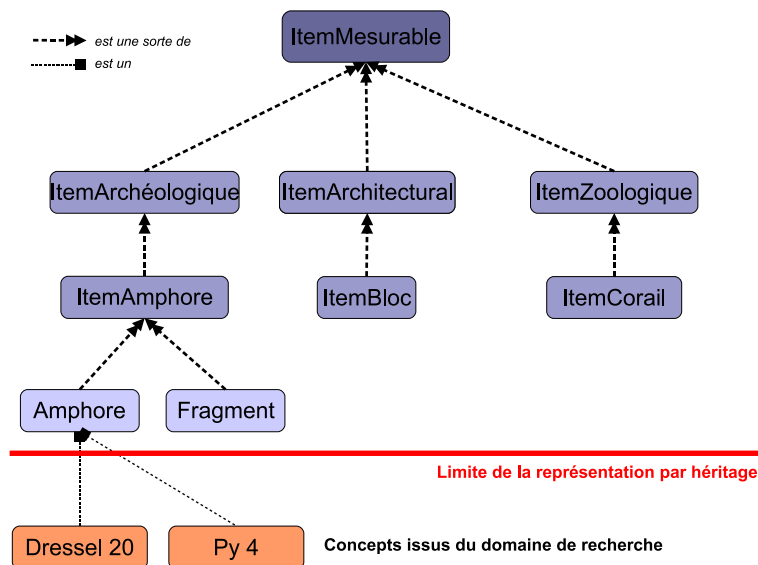 ItemMesurable
est une sorte de
est un
ItemArchéologique
ItemArchitectural
ItemZoologique
ItemAmphore
ItemBloc
ItemCorail
Amphore
Fragment
Limite de la représentation par héritage
Dressel 20
Py 4
Concepts issus du domaine de recherche